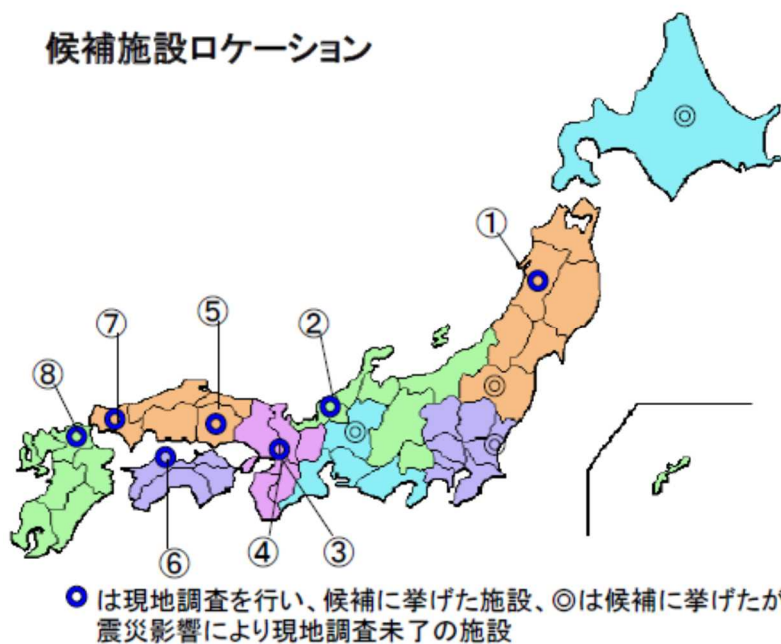 候補施設ロケーション
①
⑦
⑤
②
⑧
⑥
④
③
は現地調査を行い、候補に挙げた施設、◎は候補に挙げたが
震災影響により現地調査未了の施設